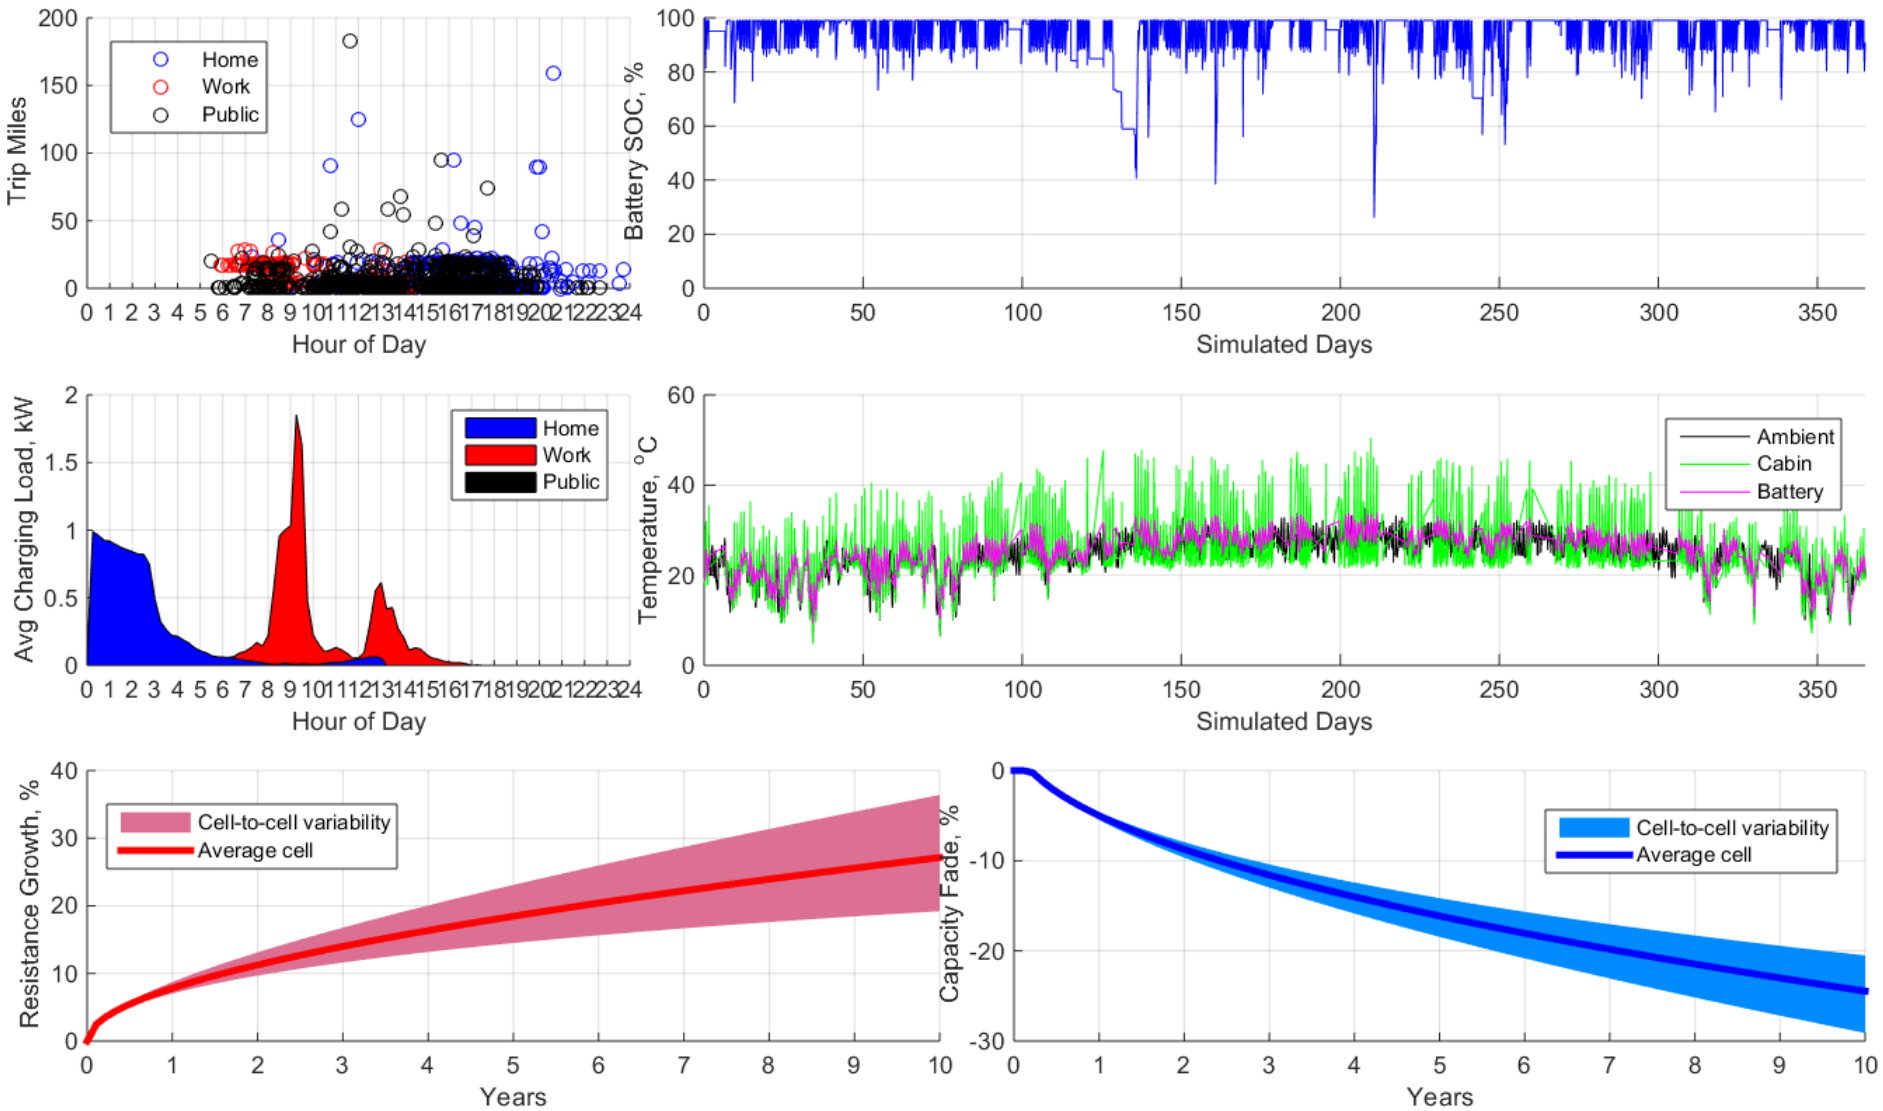 200
150
100
50
0
Trip Miles
Home
Work
Public
0 1 2 3 4 5 6 7 8 9 10 11 12 13 14 15 16 17 18 19 20 21 22 23 24
Hour of Day
100
80
60
40
20
0
Battery SOC, %
0 50 100 150 200 250 300 350
Simulated Days
2
1.5
1
0.5
0
Avg Charging Load, kW
Home
Work
Public
0 1 2 3 4 5 6 7 8 9 10 11 12 13 14 15 16 17 18 19 20 21 22 23 24
Hour of Day
60
40
20
0
Temperature, °C
Ambient
Cabin
Battery
0 50 100 150 200 250 300 350
Simulated Days
40
30
20
10
0
Resistance Growth, %
Cell-to-cell variability
Average cell
0 1 2 3 4 5 6 7 8 9 10
Years
0
-10
-20
-30
Capacity Fade, %
Cell-to-cell variability
Average cell
0 1 2 3 4 5 6 7 8 9 10
Years